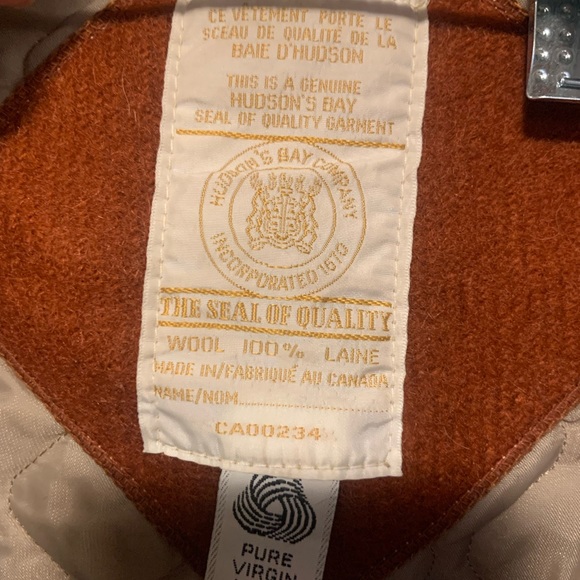 CE VÊTEMENT PORTE LE
SCEAU DE QUALITÉ DE LA
BAIE D'HUDSON
THIS IS A GENUINE
HUDSON'S BAY
SEAL OF QUALITY GARMENT
HUDSON'S BAY COMPANY
INCORPORATED 1670
THE SEAL OF QUALITY
WOOL 100% LAINE
MADE IN/FABRIQUÉ AU CANADA
NAME/NOM....................
CA00234
PURE
VIRGIN